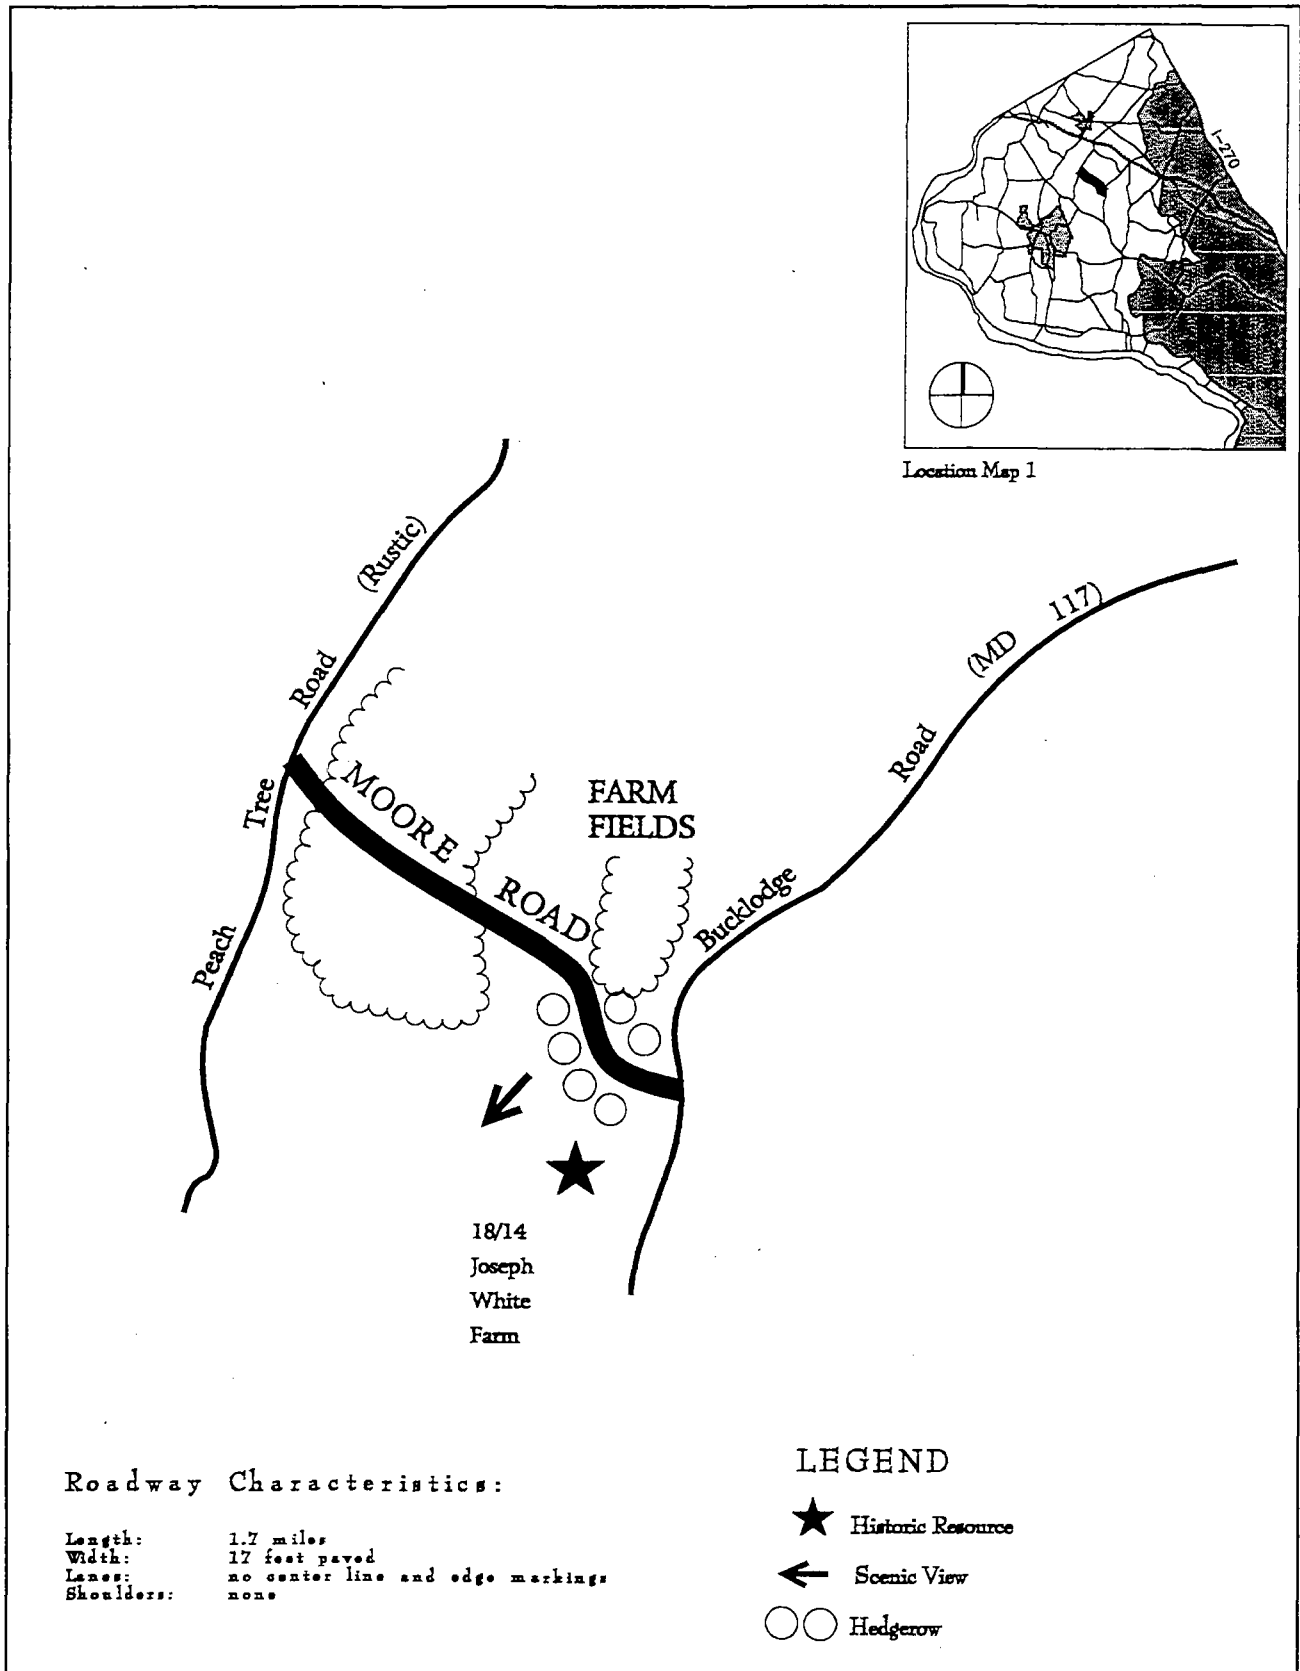 I-270
Location Map 1
Peach Tree Road (Rustic)
Bucklodge Road (MD 117)
MOORE ROAD
FARM
FIELDS
18/14
Joseph
White
Farm
Roadway Characteristics:
Length: 1.7 miles
Width: 17 feet paved
Lanes: no center line and edge markings
Shoulders: none
LEGEND
Historic Resource
Scenic View
Hedgerow